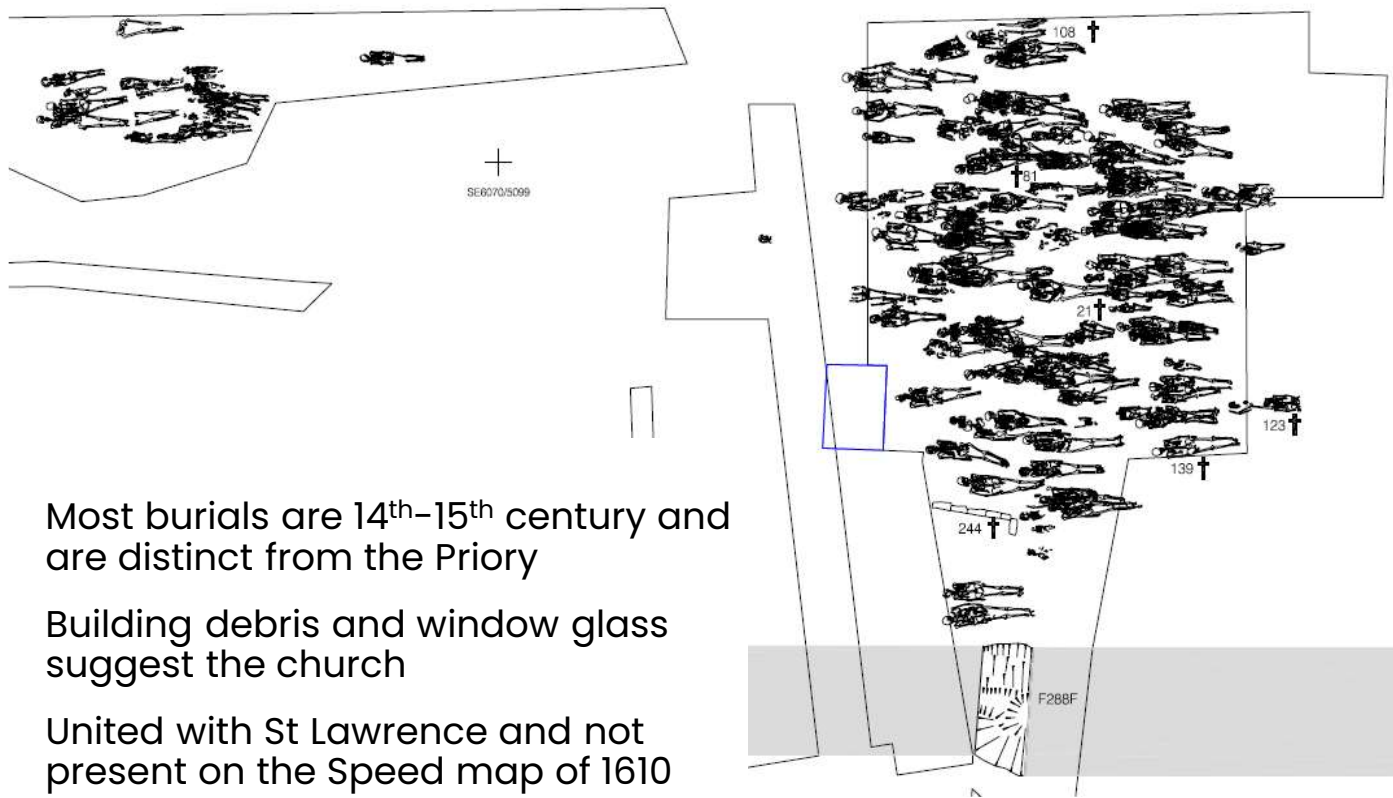 108
SE6070/5099
81
21
123
139
244
F288F
Most burials are 14th-15th century and
are distinct from the Priory
Building debris and window glass
suggest the church
United with St Lawrence and not
present on the Speed map of 1610